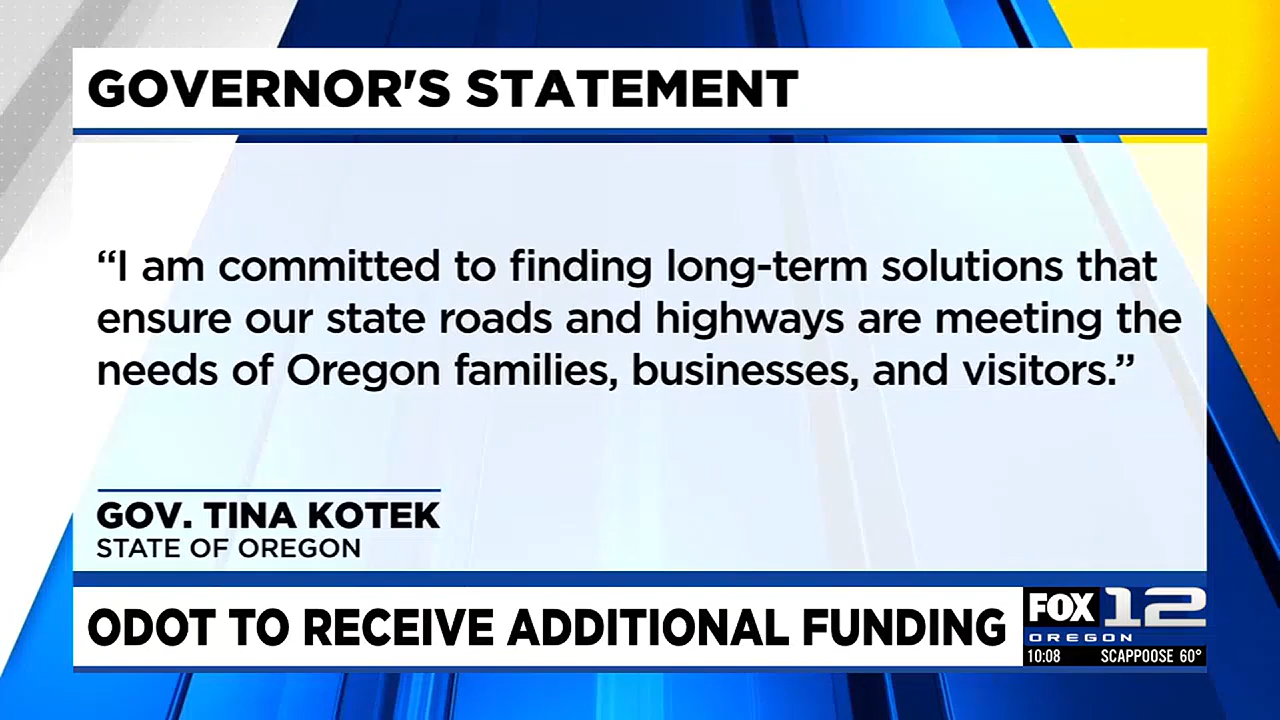 GOVERNOR'S STATEMENT
“I am committed to finding long-term solutions that
ensure our state roads and highways are meeting the
needs of Oregon families, businesses, and visitors.”
GOV. TINA KOTEK
STATE OF OREGON
ODOT TO RECEIVE ADDITIONAL FUNDING
FOX 12
OREGON
10:08 SCAPPOOSE 60°